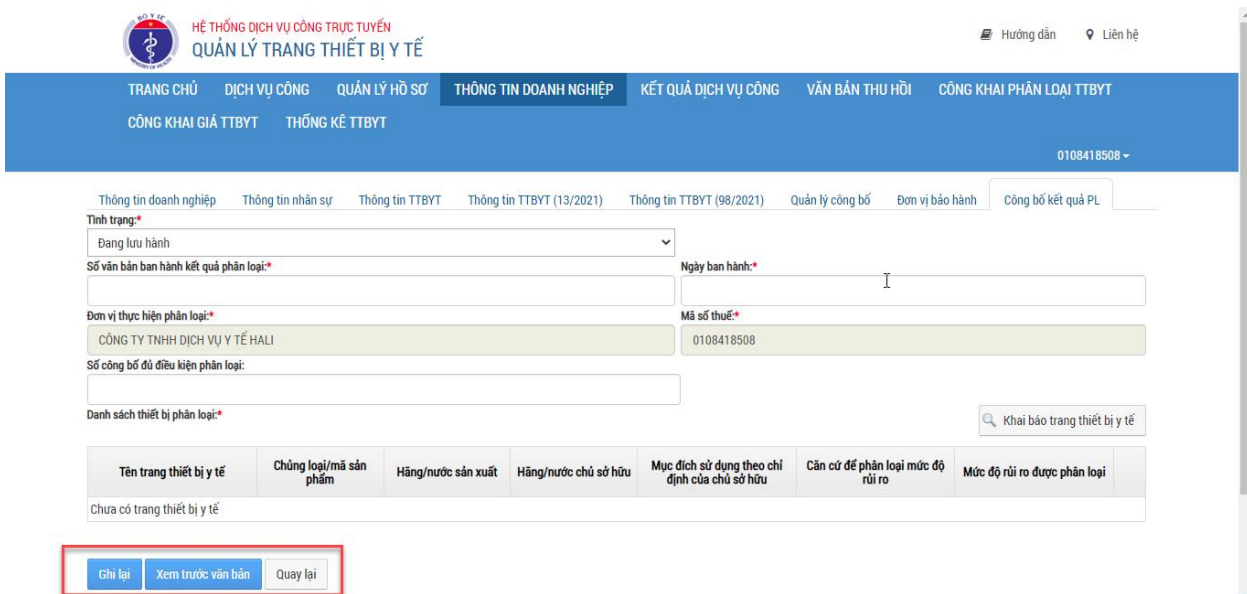 BỘ Y TẾ
MINISTRY OF HEALTH
HỆ THỐNG DỊCH VỤ CÔNG TRỰC TUYẾN
QUẢN LÝ TRANG THIẾT BỊ Y TẾ
Hướng dẫn Liên hệ
TRANG CHỦ DỊCH VỤ CÔNG QUẢN LÝ HỒ SƠ THÔNG TIN DOANH NGHIỆP KẾT QUẢ DỊCH VỤ CÔNG VĂN BẢN THU HỒI CÔNG KHAI PHÂN LOẠI TTBYT
CÔNG KHAI GIÁ TTBYT THỐNG KÊ TTBYT
0108418508
Thông tin doanh nghiệp Thông tin nhân sự Thông tin TTBYT Thông tin TTBYT (13/2021) Thông tin TTBYT (98/2021) Quản lý công bố Đơn vị bảo hành Công bố kết quả PL
Tình trạng:*
Đang lưu hành
Số văn bản ban hành kết quả phân loại:* Ngày ban hành:*
Đơn vị thực hiện phân loại:* Mã số thuế:*
CÔNG TY TNHH DỊCH VỤ Y TẾ HALI 0108418508
Số công bố đủ điều kiện phân loại:
Danh sách thiết bị phân loại:*
Khai báo trang thiết bị y tế
Tên trang thiết bị y tế Chủng loại/mã sản phẩm Hãng/nước sản xuất Hãng/nước chủ sở hữu Mục đích sử dụng theo chỉ định của chủ sở hữu Căn cứ để phân loại mức độ rủi ro Mức độ rủi ro được phân loại
Chưa có trang thiết bị y tế
Ghi lại Xem trước văn bản Quay lại